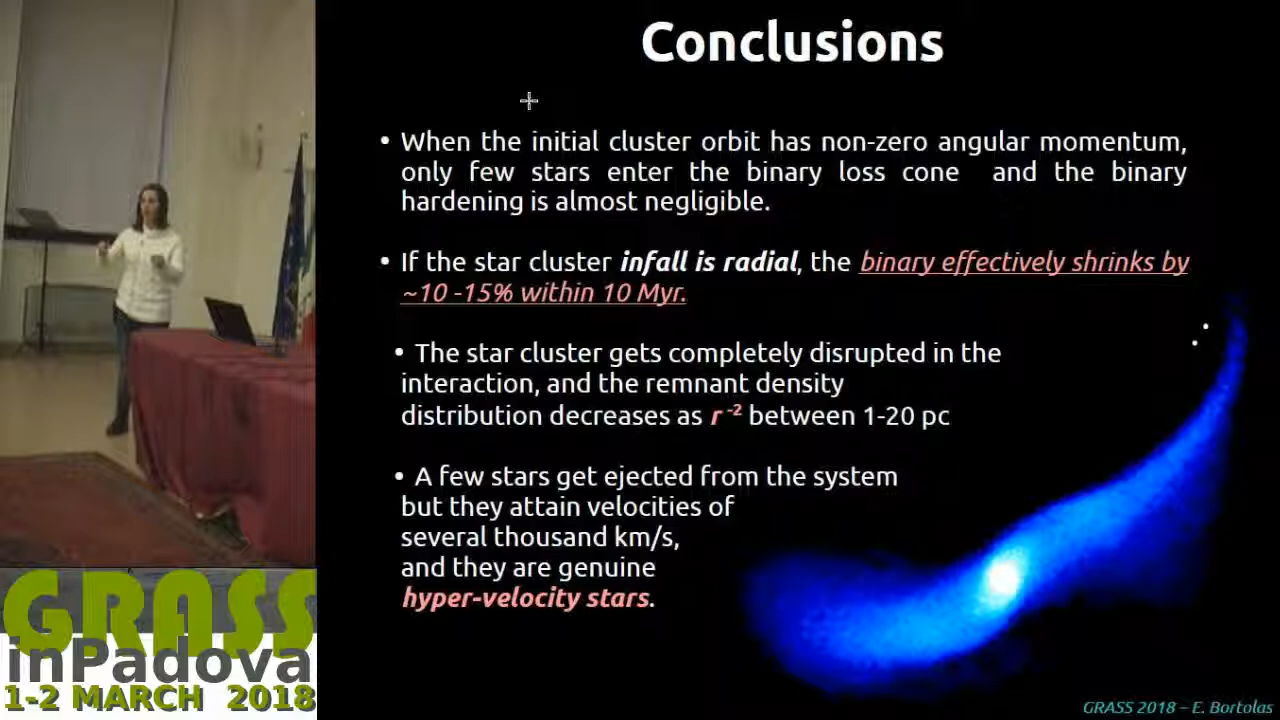 Conclusions
• When the initial cluster orbit has non-zero angular momentum,
only few stars enter the binary loss cone and the binary
hardening is almost negligible.
• If the star cluster infall is radial, the binary effectively shrinks by
~10 -15% within 10 Myr.
• The star cluster gets completely disrupted in the
interaction, and the remnant density
distribution decreases as r⁻² between 1-20 pc
• A few stars get ejected from the system
but they attain velocities of
several thousand km/s,
and they are genuine
hyper-velocity stars.
GRASS
inPadova
1-2 MARCH 2018
GRASS 2018 – E. Bortolas